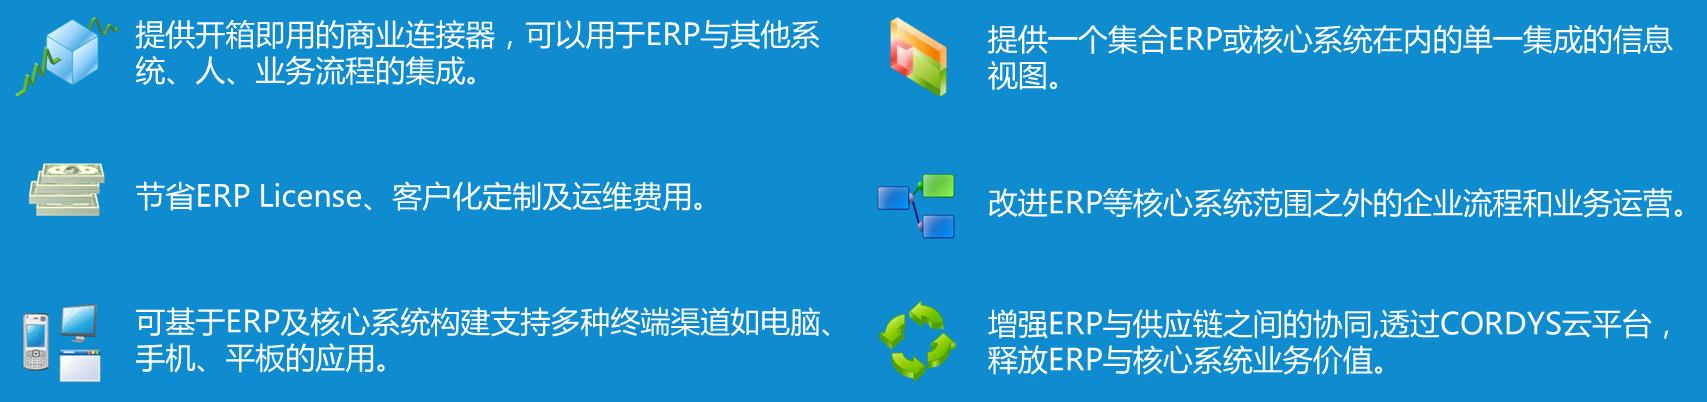 提供开箱即用的商业连接器，可以用于ERP与其他系
统、人、业务流程的集成。
提供一个集合ERP或核心系统在内的单一集成的信息
视图。
节省ERP License、客户化定制及运维费用。
改进ERP等核心系统范围之外的企业流程和业务运营。
可基于ERP及核心系统构建支持多种终端渠道如电脑、
手机、平板的应用。
增强ERP与供应链之间的协同,透过CORDYS云平台，
释放ERP与核心系统业务价值。